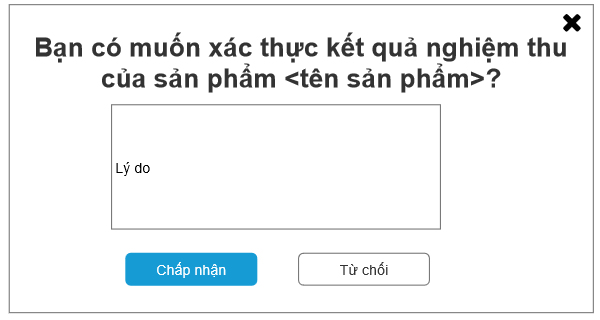 Bạn có muốn xác thực kết quả nghiệm thu
của sản phẩm <tên sản phẩm>?
Lý do
Chấp nhận
Từ chối